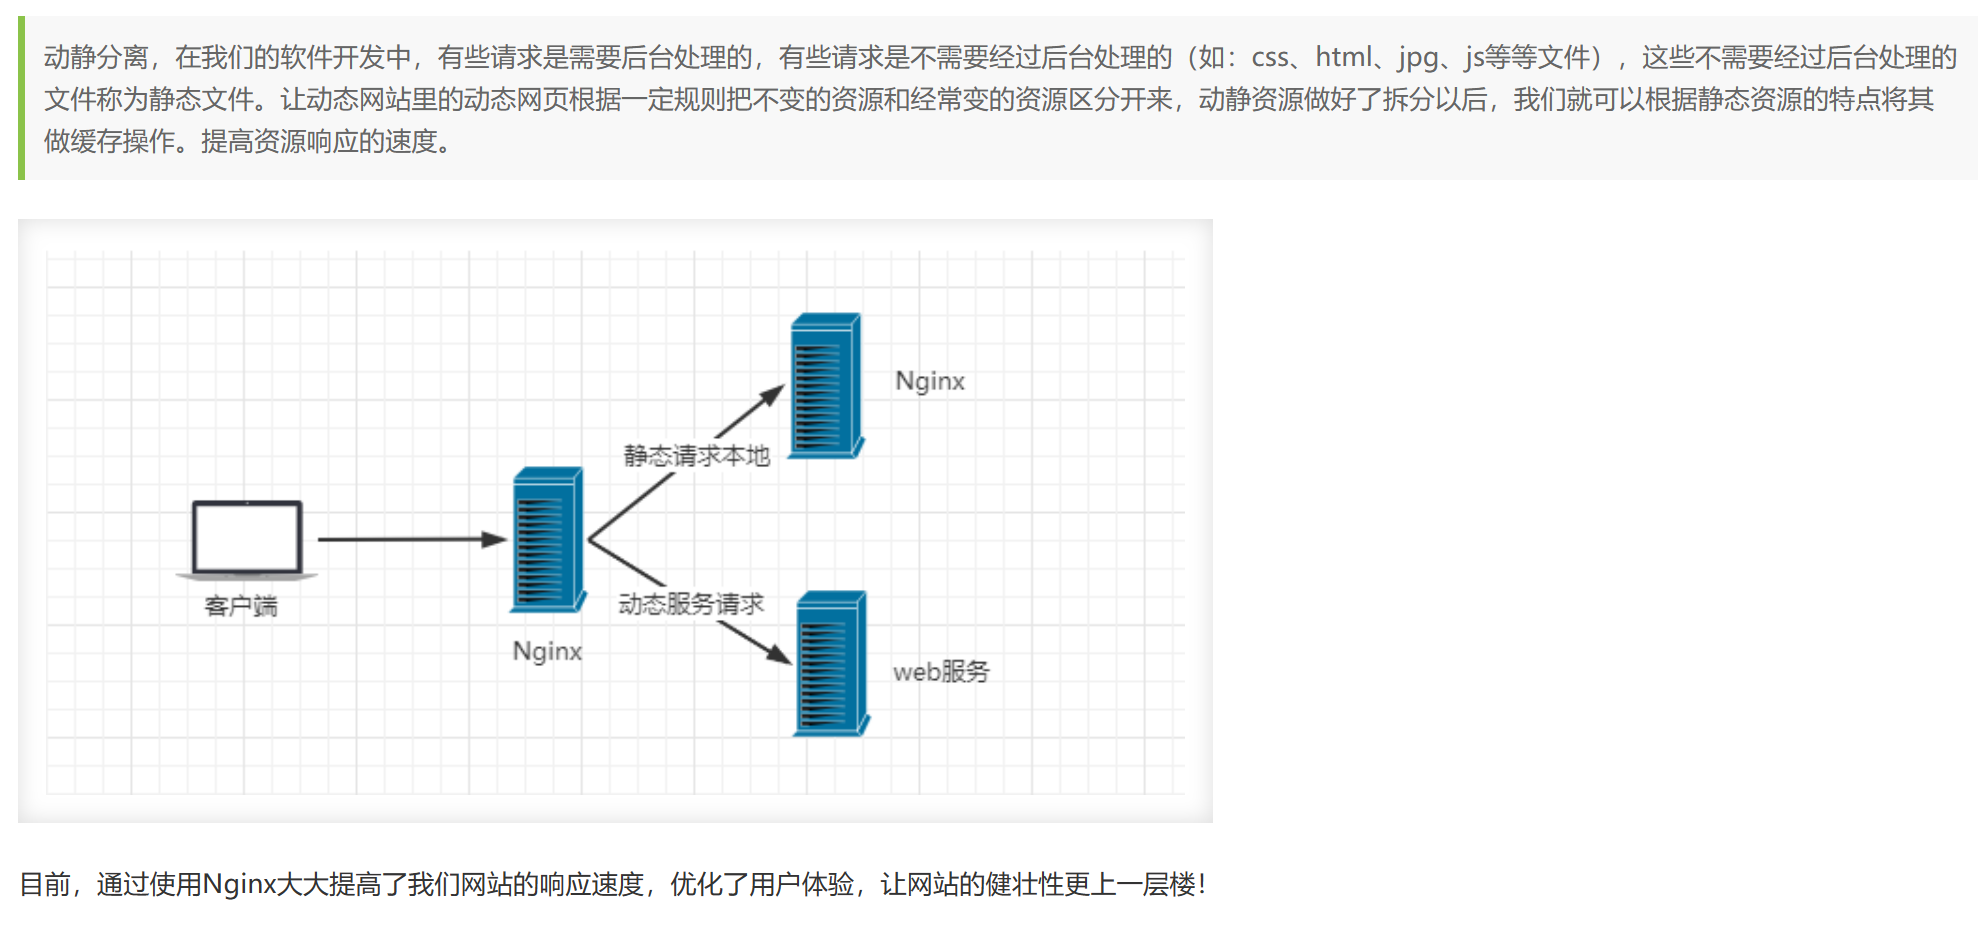 动静分离，在我们的软件开发中，有些请求是需要后台处理的，有些请求是不需要经过后台处理的（如：css、html、jpg、js等等文件），这些不需要经过后台处理的
文件称为静态文件。让动态网站里的动态网页根据一定规则把不变的资源和经常变的资源区分开来，动静资源做好了拆分以后，我们就可以根据静态资源的特点将其
做缓存操作。提高资源响应的速度。
Nginx
静态请求本地
客户端
动态服务请求
Nginx
web服务
目前，通过使用Nginx大大提高了我们网站的响应速度，优化了用户体验，让网站的健壮性更上一层楼！